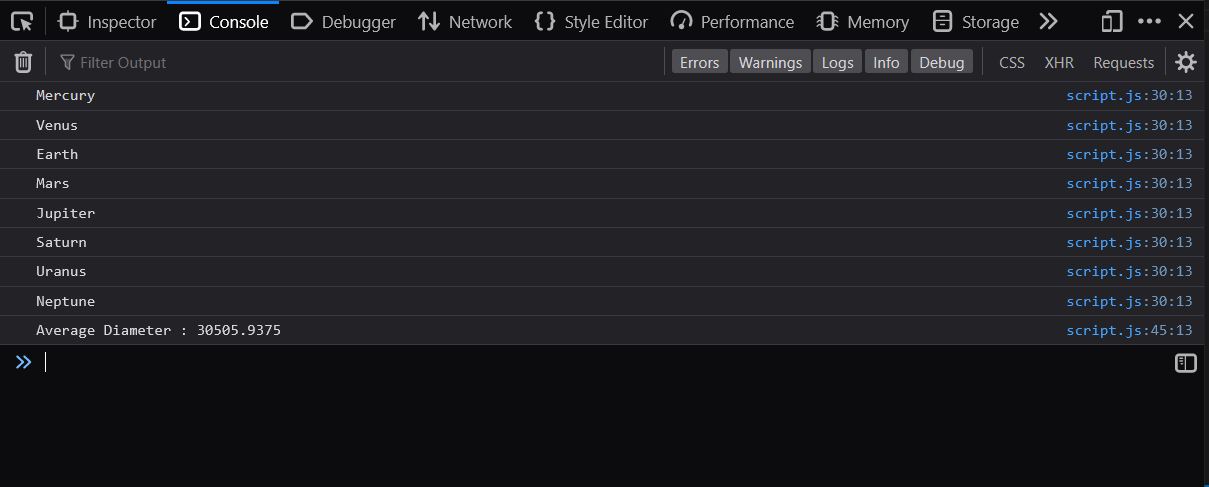 Inspector Console Debugger Network Style Editor Performance Memory Storage
Filter Output Errors Warnings Logs Info Debug CSS XHR Requests
Mercury script.js:30:13
Venus script.js:30:13
Earth script.js:30:13
Mars script.js:30:13
Jupiter script.js:30:13
Saturn script.js:30:13
Uranus script.js:30:13
Neptune script.js:30:13
Average Diameter : 30505.9375 script.js:45:13